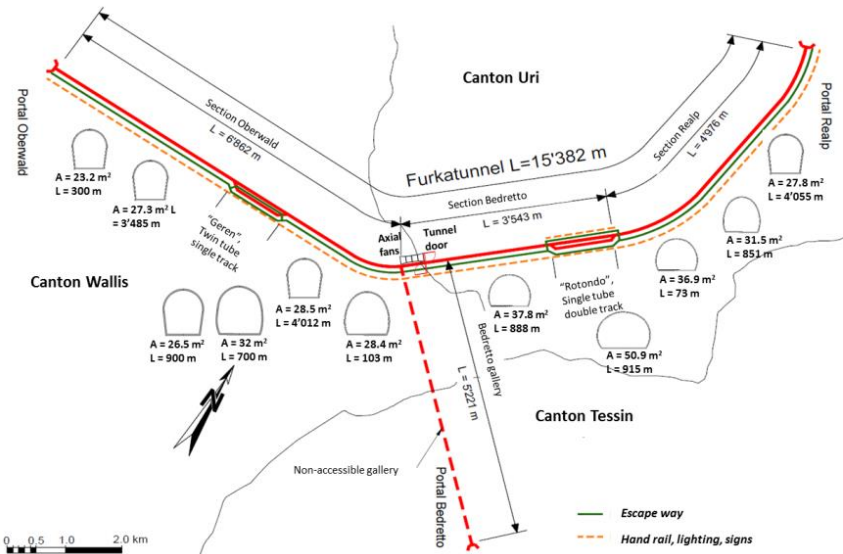 Canton Uri
Portal Oberwald
Section Oberwald
L = 6'862 m
Furkatunnel L=15'382 m
Section Bedretto
L = 3'543 m
Section Realp
L = 4'976 m
Portal Realp
A = 23.2 m²
L = 300 m
A = 27.3 m² L
= 3'485 m
"Geren",
Twin tube
single track
Axial
fans
Tunnel
door
A = 27.8 m²
L = 4'055 m
A = 31.5 m²
L = 851 m
A = 36.9 m²
L = 73 m
Canton Wallis
A = 28.5 m²
L = 4'012 m
A = 26.5 m²
L = 900 m
A = 32 m²
L = 700 m
A = 28.4 m²
L = 103 m
A = 37.8 m²
L = 888 m
"Rotondo",
Single tube
double track
A = 50.9 m²
L = 915 m
Bedretto gallery
L = 5'221 m
Canton Tessin
N
Non-accessible gallery
Portal Bedretto
Escape way
Hand rail, lighting, signs
0 0.5 1.0 2.0 km